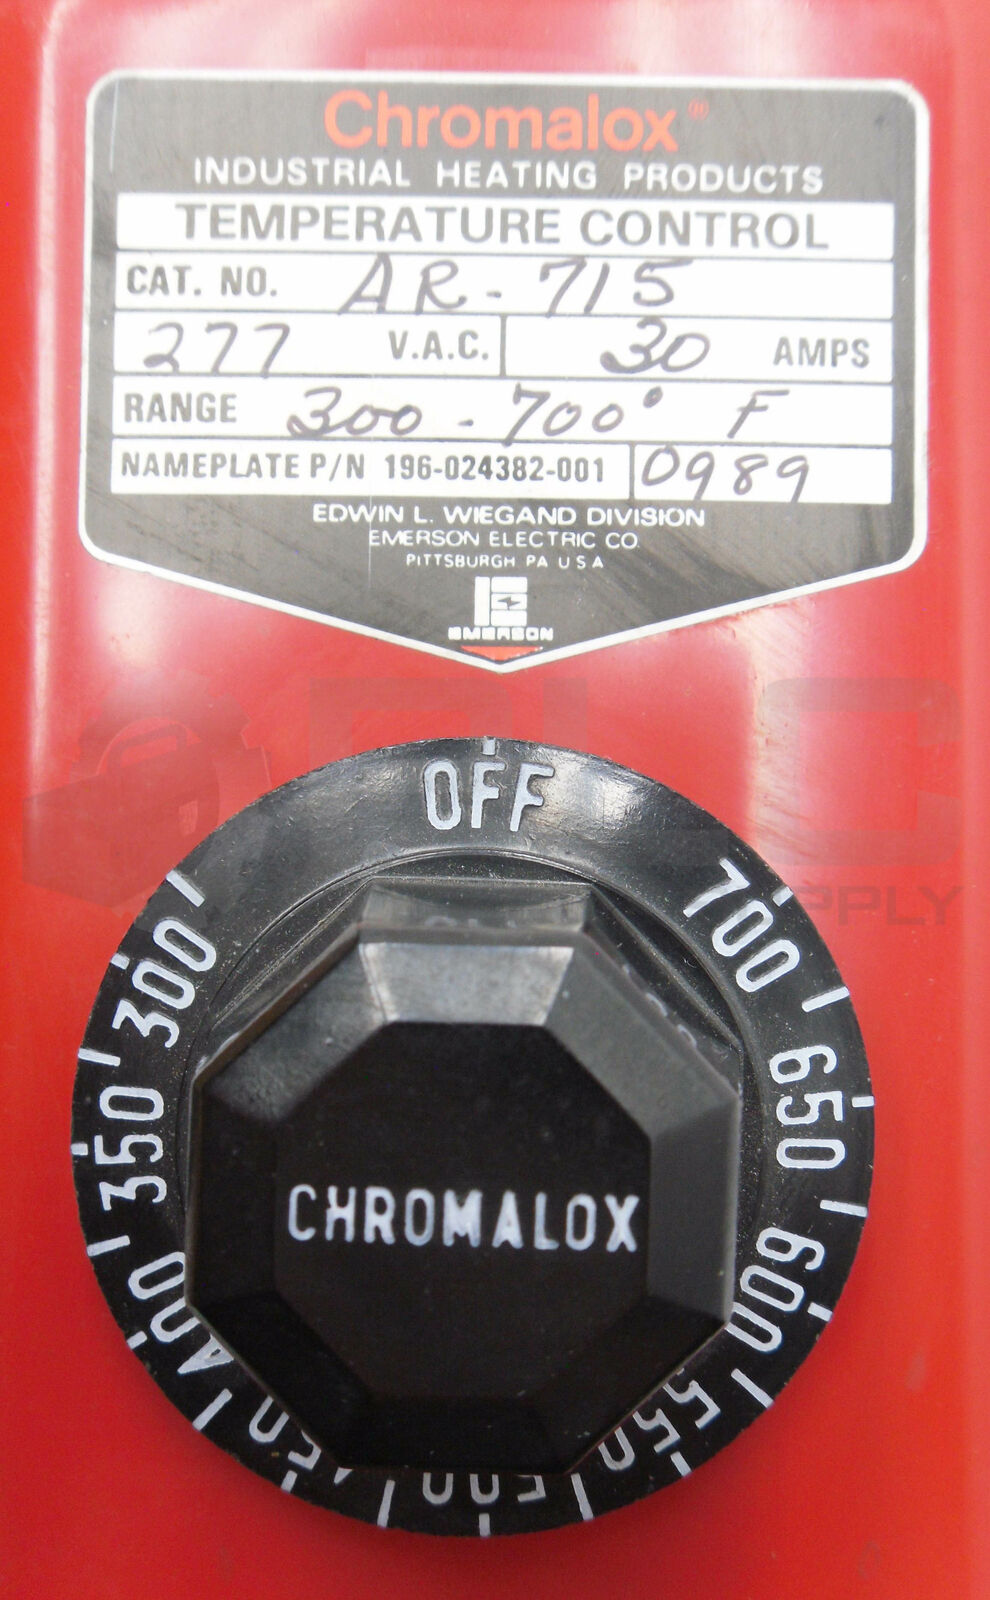 Chromalox®
INDUSTRIAL HEATING PRODUCTS
TEMPERATURE CONTROL
CAT. NO. AR-715
277 V.A.C. 30 AMPS
RANGE 300-700° F
NAMEPLATE P/N 196-024382-001 0989
EDWIN L. WIEGAND DIVISION
EMERSON ELECTRIC CO.
PITTSBURGH PA U S A
EMERSON
PLC
SUPPLY
OFF
300
350
400
450
500
550
600
650
700
CHROMALOX